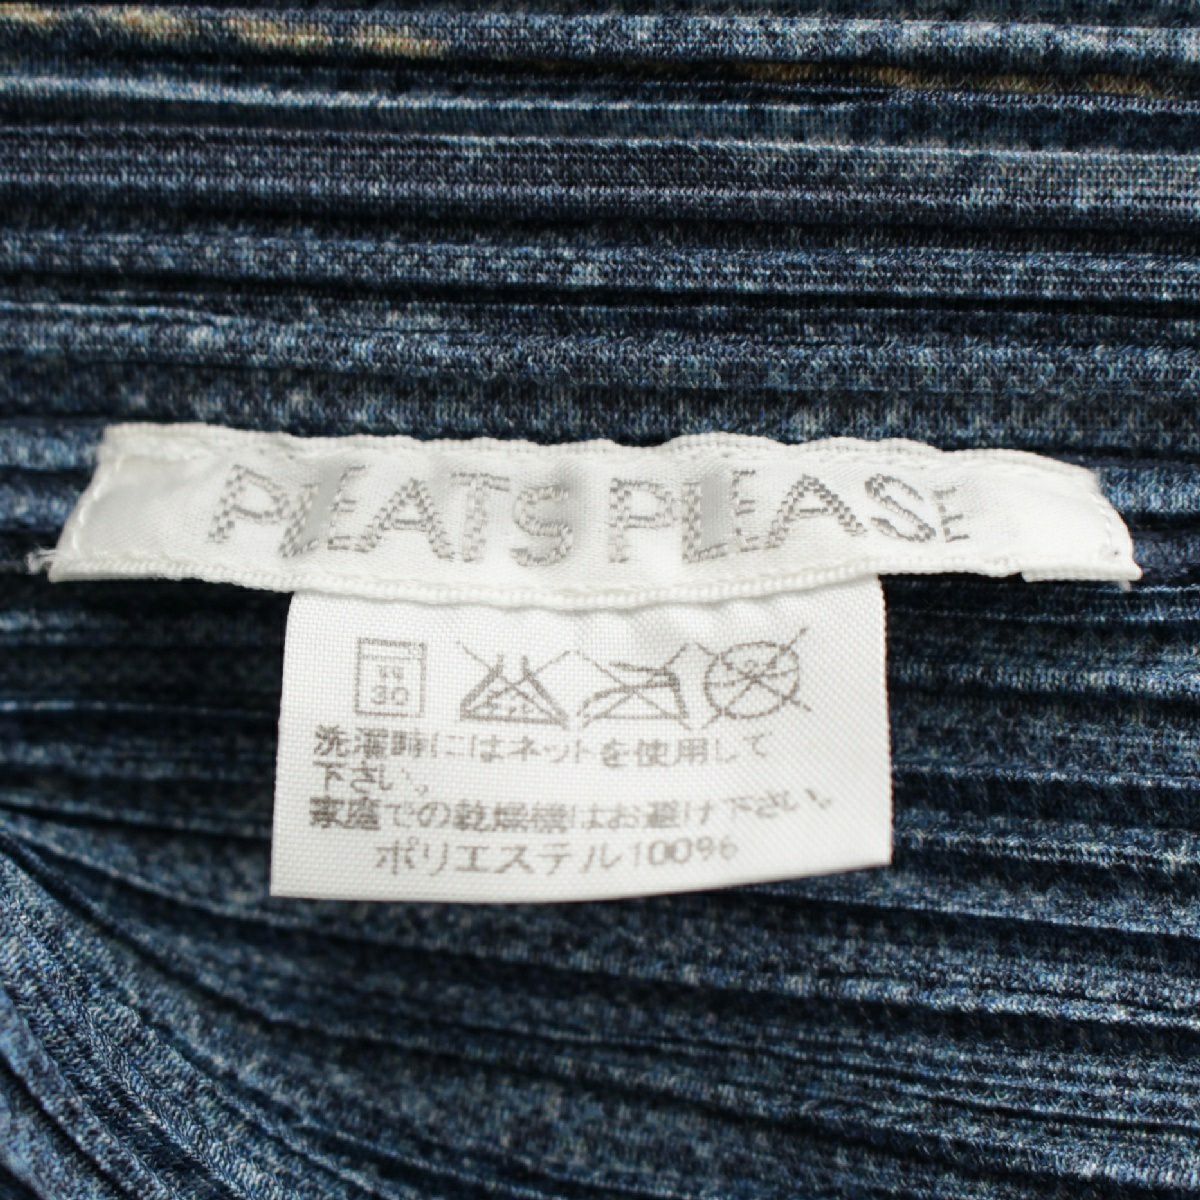 PLEATS PLEASE
弱
30
洗濯時にはネットを使用して
下さい。
家庭での乾燥機はお避け下さい。
ポリエステル100%